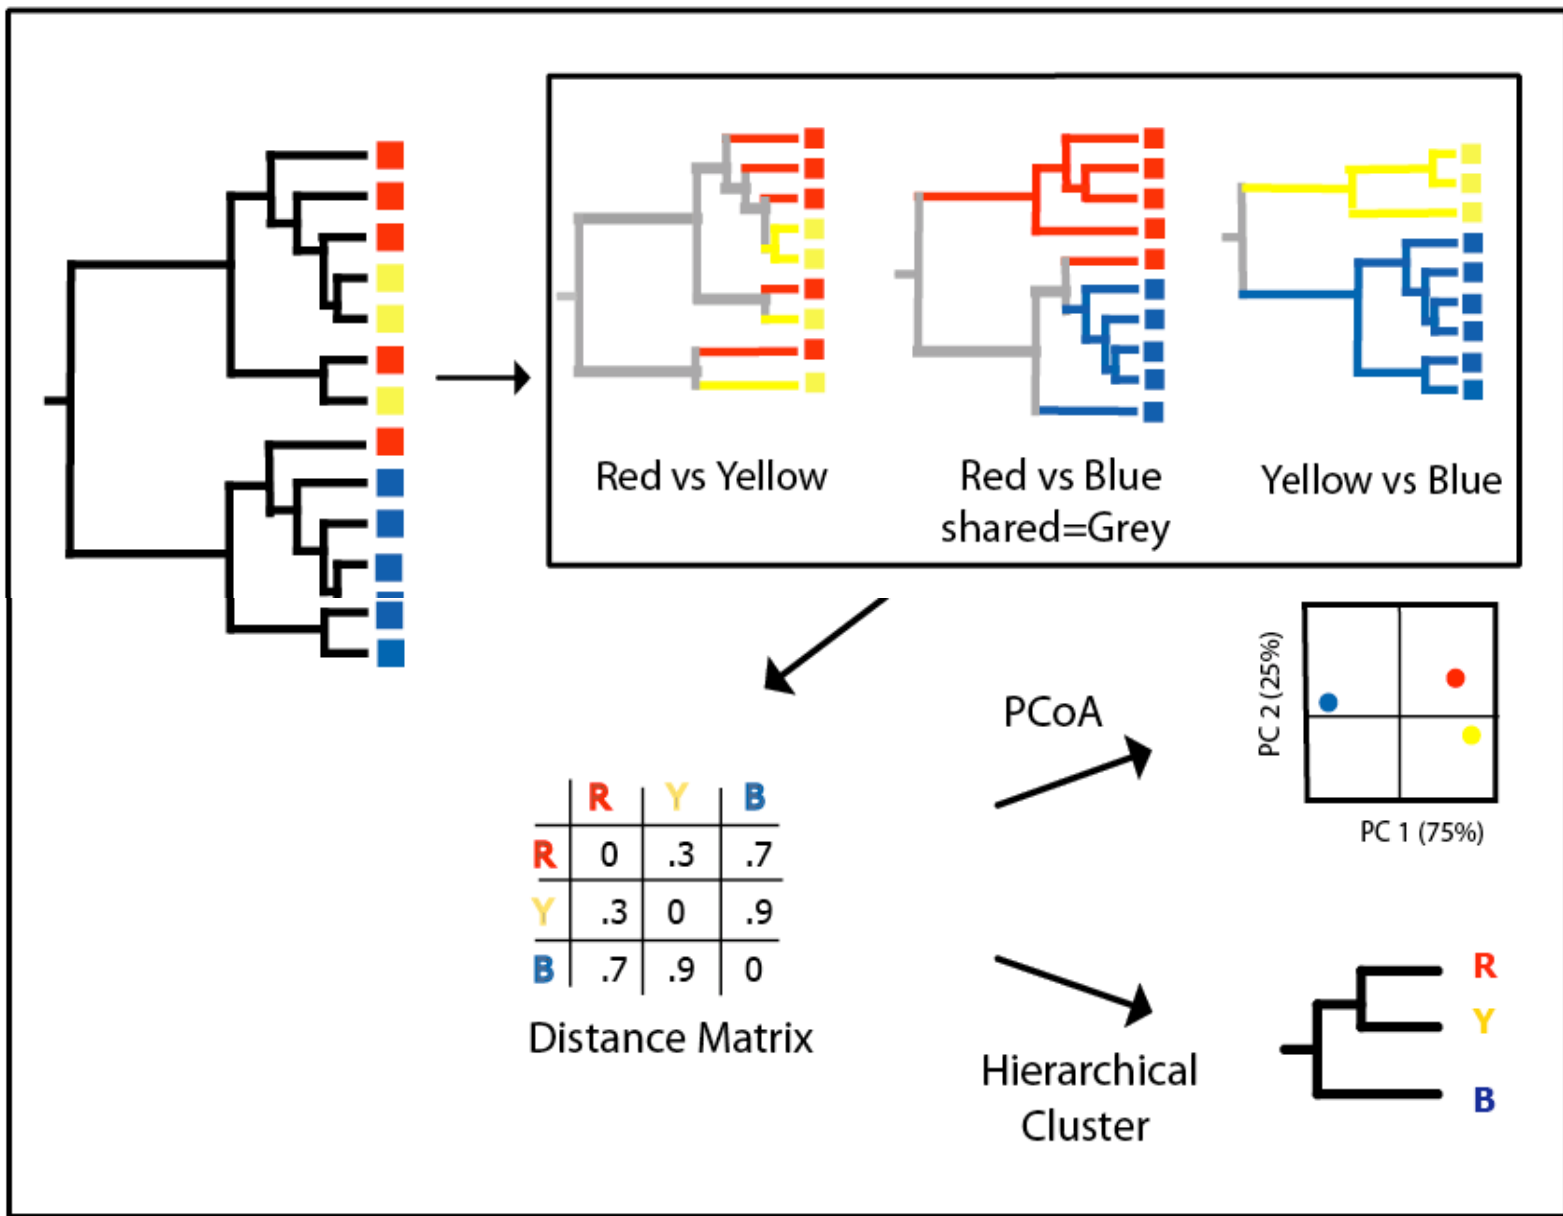 Red vs Yellow
Red vs Blue
shared=Grey
Yellow vs Blue
PCoA
PC 2 (25%)
PC 1 (75%)
R Y B
R 0 .3 .7
Y .3 0 .9
B .7 .9 0
Distance Matrix
Hierarchical
Cluster
R
Y
B